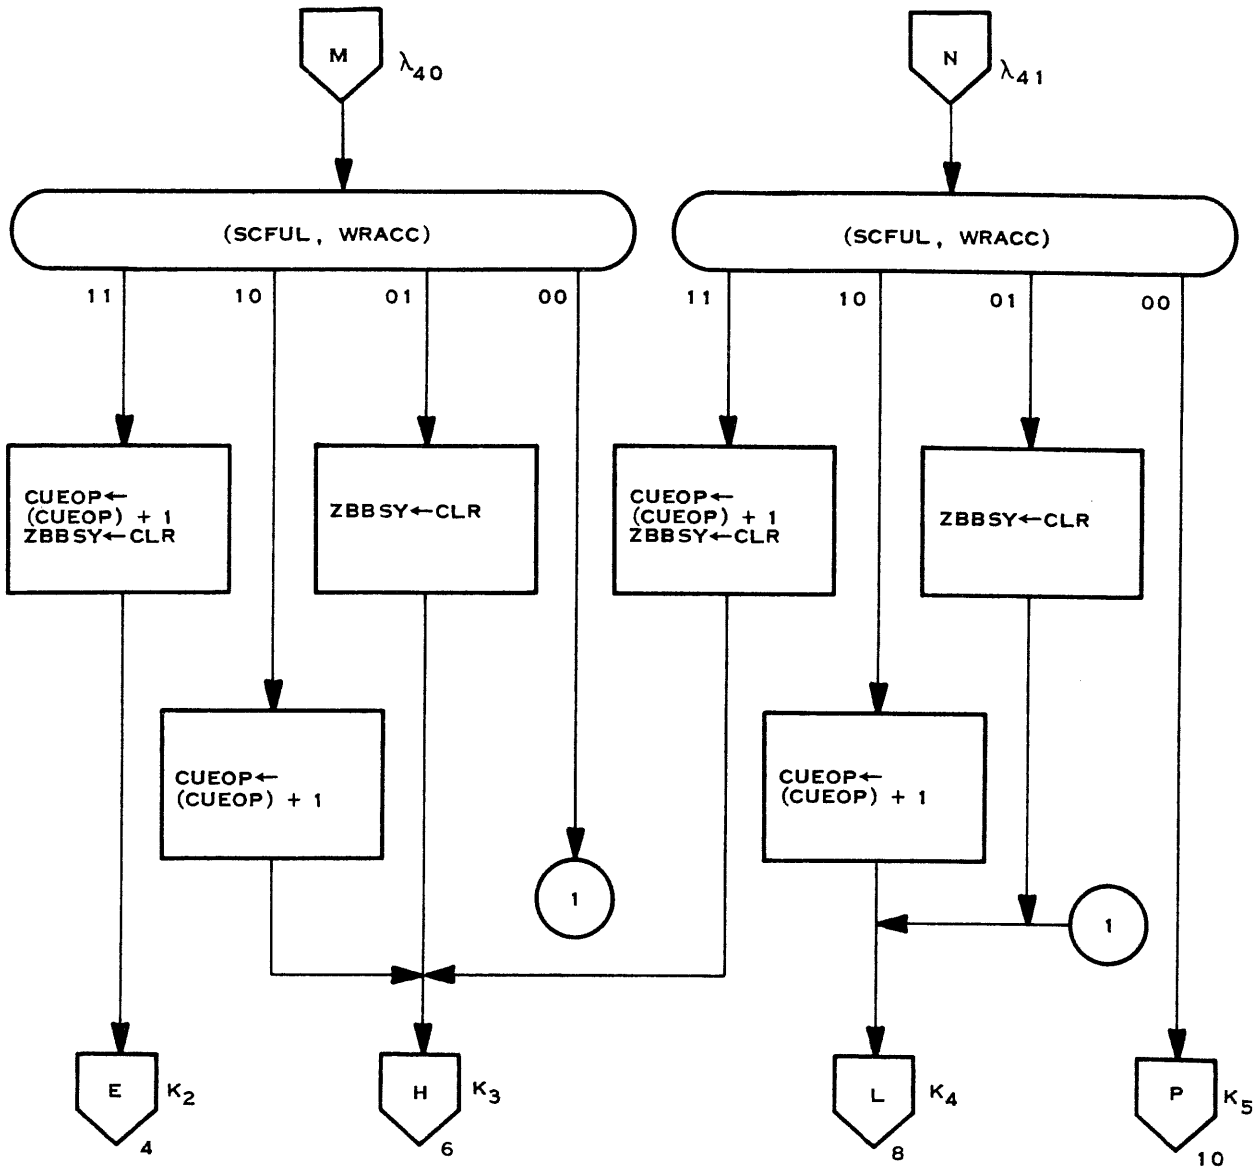 M
λ40
N
λ41
(SCFUL, WRACC)
(SCFUL, WRACC)
11
10
01
00
11
10
01
00
CUEOP←
(CUEOP) + 1
ZBBSY←CLR
ZBBSY←CLR
CUEOP←
(CUEOP) + 1
ZBBSY←CLR
ZBBSY←CLR
CUEOP←
(CUEOP) + 1
CUEOP←
(CUEOP) + 1
1
1
E
K2
4
H
K3
6
L
K4
8
P
K5
10